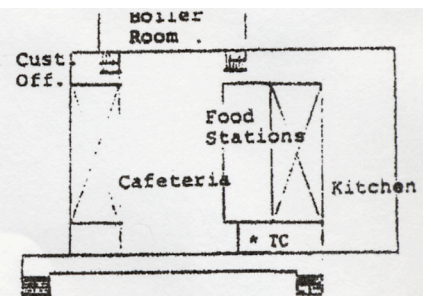 Boiler
Room .
Cust.
Off.
Food
Stations
Cafeteria
Kitchen
* TC